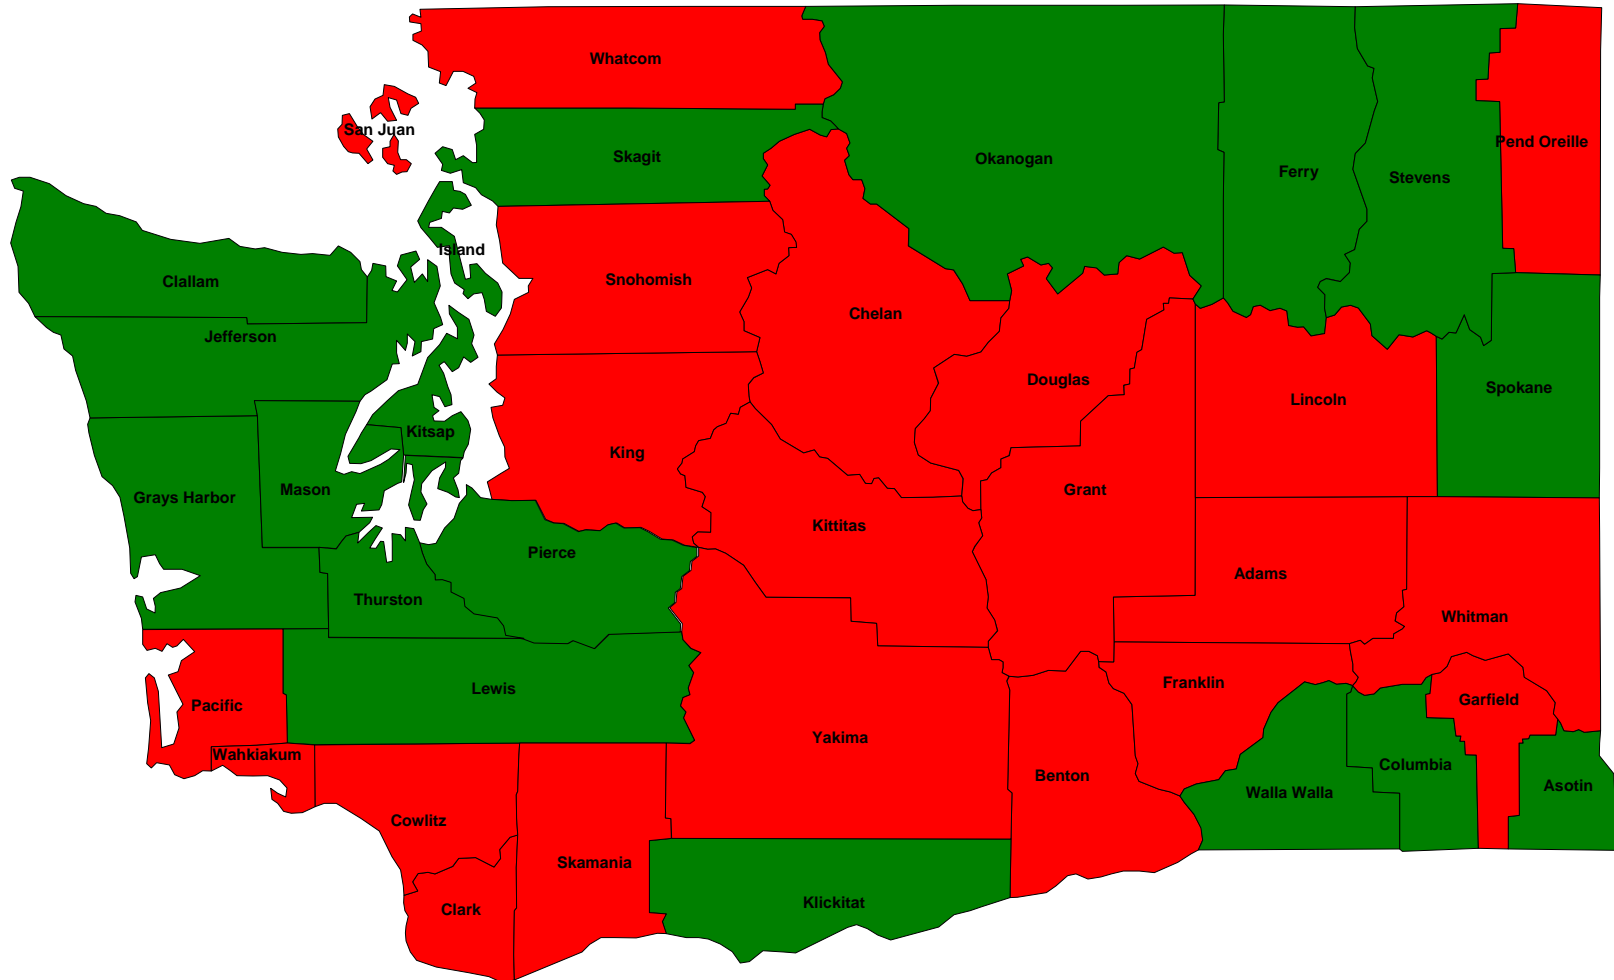 Whatcom
San Juan
Skagit
Okanogan
Ferry
Stevens
Pend Oreille
Island
Clallam
Snohomish
Chelan
Jefferson
Douglas
Lincoln
Spokane
Kitsap
King
Mason
Grays Harbor
Grant
Kittitas
Pierce
Adams
Thurston
Whitman
Lewis
Franklin
Pacific
Garfield
Yakima
Wahkiakum
Benton
Columbia
Walla Walla
Asotin
Cowlitz
Skamania
Clark
Klickitat